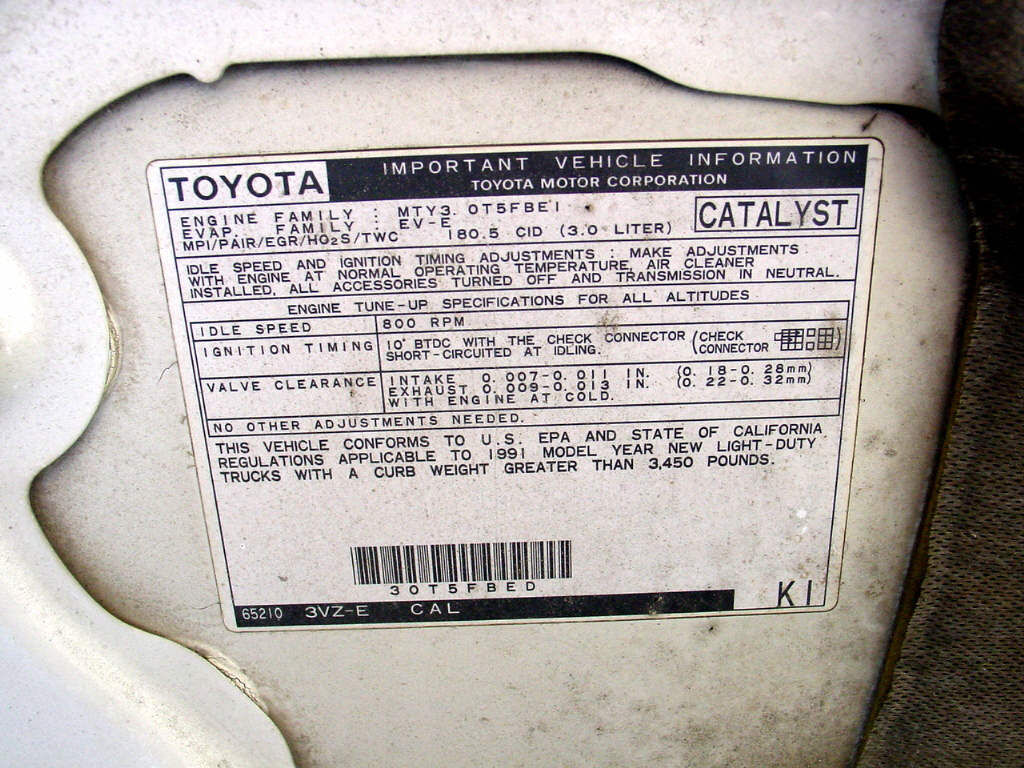 TOYOTA
IMPORTANT VEHICLE INFORMATION
TOYOTA MOTOR CORPORATION
ENGINE FAMILY : MTY3.0T5FBE1
EVAP. FAMILY : EV-E
MPI/PAIR/EGR/HO₂S/TWC 180.5 CID (3.0 LITER)
CATALYST
IDLE SPEED AND IGNITION TIMING ADJUSTMENTS : MAKE ADJUSTMENTS
WITH ENGINE AT NORMAL OPERATING TEMPERATURE, AIR CLEANER
INSTALLED, ALL ACCESSORIES TURNED OFF AND TRANSMISSION IN NEUTRAL.
ENGINE TUNE-UP SPECIFICATIONS FOR ALL ALTITUDES
IDLE SPEED 800 RPM
IGNITION TIMING 10° BTDC WITH THE CHECK CONNECTOR (CHECK
SHORT-CIRCUITED AT IDLING. CONNECTOR )
VALVE CLEARANCE INTAKE 0.007-0.011 IN. (0.18-0.28mm)
EXHAUST 0.009-0.013 IN. (0.22-0.32mm)
WITH ENGINE AT COLD.
NO OTHER ADJUSTMENTS NEEDED.
THIS VEHICLE CONFORMS TO U.S. EPA AND STATE OF CALIFORNIA
REGULATIONS APPLICABLE TO 1991 MODEL YEAR NEW LIGHT-DUTY
TRUCKS WITH A CURB WEIGHT GREATER THAN 3,450 POUNDS.
30T5FBED
65210 3VZ-E CAL
KI